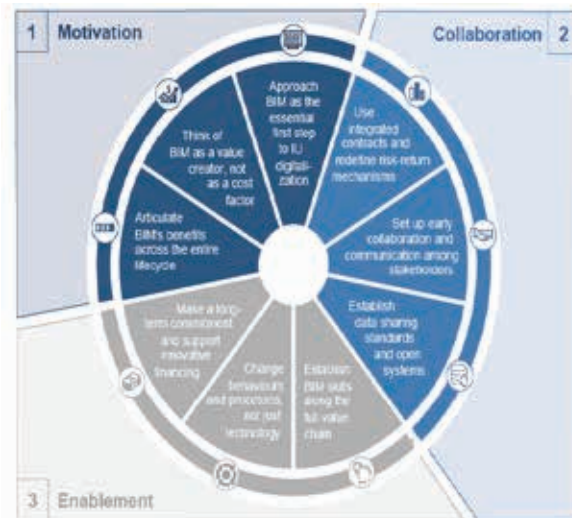 1 Motivation
Collaboration 2
Approach
BIM as the
essential
first step
to IU
digitali-
zation
Use
integrated
contracts and
redefine risk-return
mechanisms
Set up early
collaboration and
communication among
stakeholders
Establish
data sharing
standards
and open
systems
Establish
BIM skills
along the
full value
chain
Change
behaviours
and processes,
not just
technology
Make a long-
term commitment
and support
innovative
financing
Articulate
BIM's benefits
across the entire
lifecycle
Think of
BIM as a value
creator, not
as a cost
factor
3 Enablement